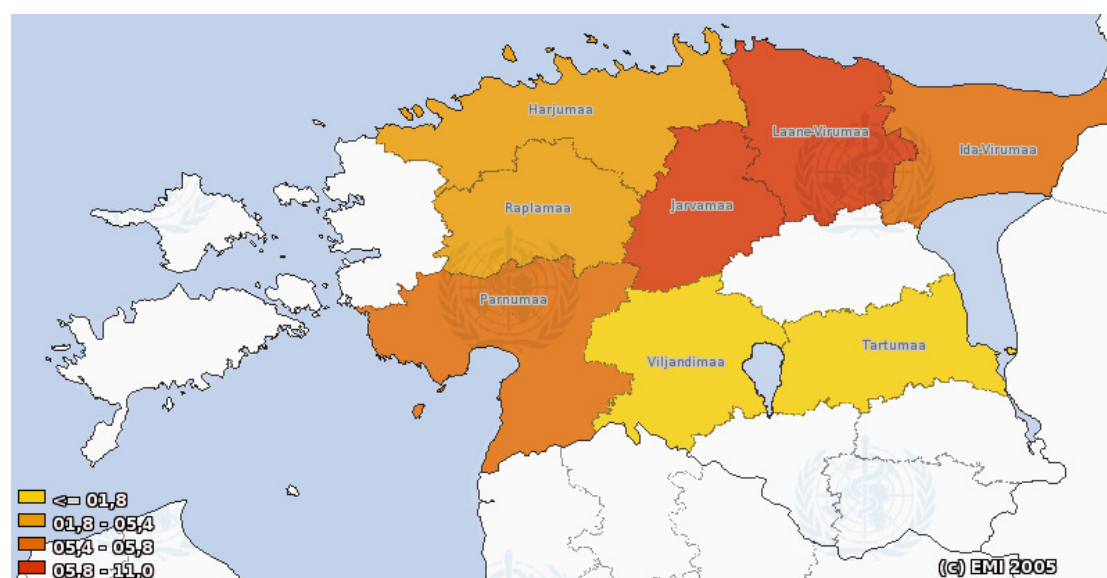 Harjumaa
Laane-Virumaa
Ida-Virumaa
Raplamaa
Jarvamaa
Parnumaa
Viljandimaa
Tartumaa
<= 01,8
01,8 - 05,4
05,4 - 05,8
05,8 - 11,0
(c) EMI 2005